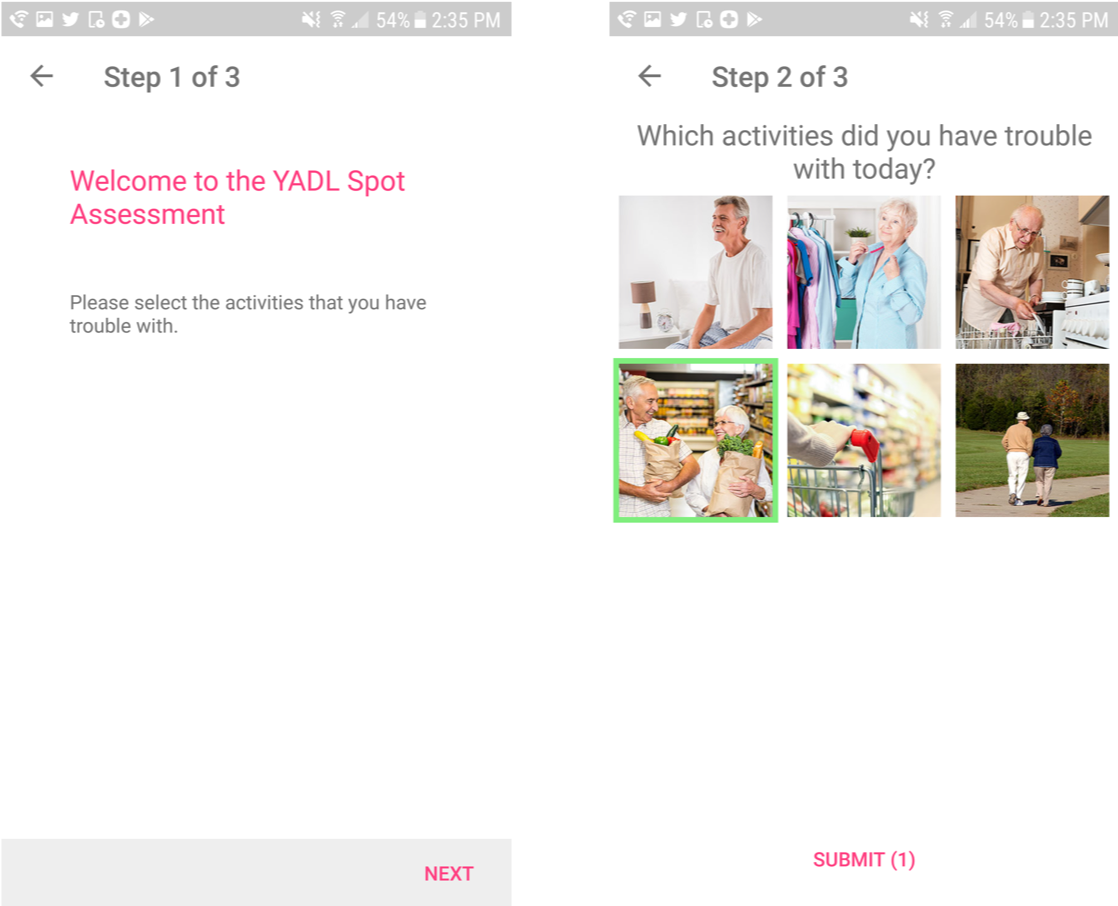 54% 2:35 PM
Step 1 of 3
Welcome to the YADL Spot
Assessment
Please select the activities that you have
trouble with.
NEXT
54% 2:35 PM
Step 2 of 3
Which activities did you have trouble
with today?
SUBMIT (1)